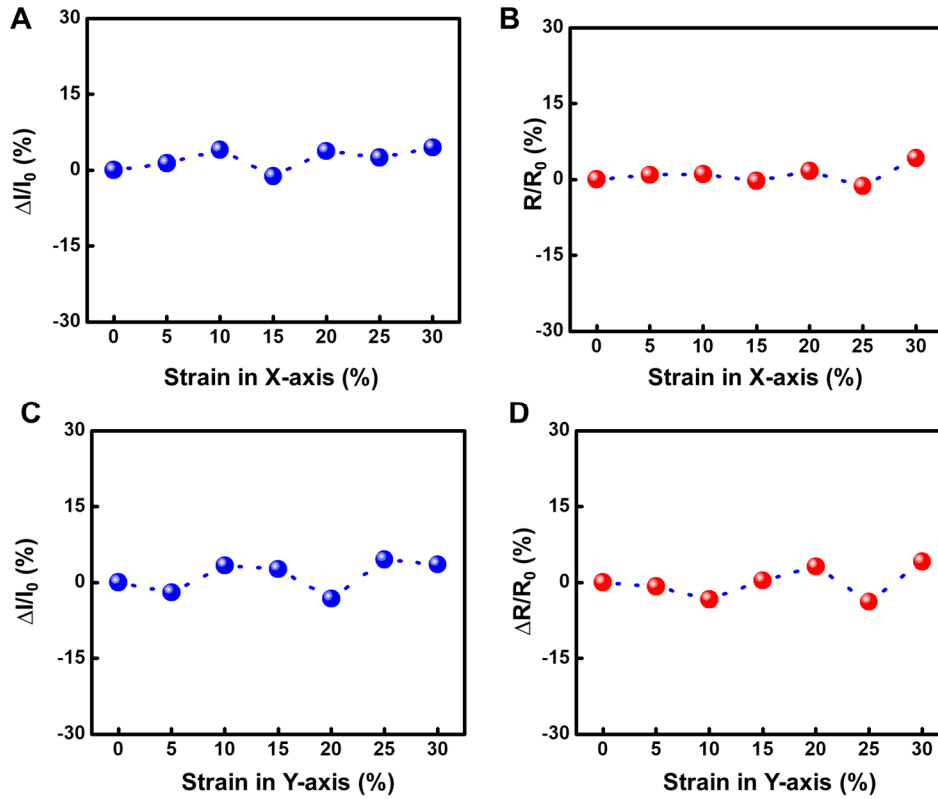 A
ΔI/I0 (%)
30
15
0
-15
-30
0 5 10 15 20 25 30
Strain in X-axis (%)
B
R/R0 (%)
30
15
0
-15
-30
0 5 10 15 20 25 30
Strain in X-axis (%)
C
ΔI/I0 (%)
30
15
0
-15
-30
0 5 10 15 20 25 30
Strain in Y-axis (%)
D
ΔR/R0 (%)
30
15
0
-15
-30
0 5 10 15 20 25 30
Strain in Y-axis (%)